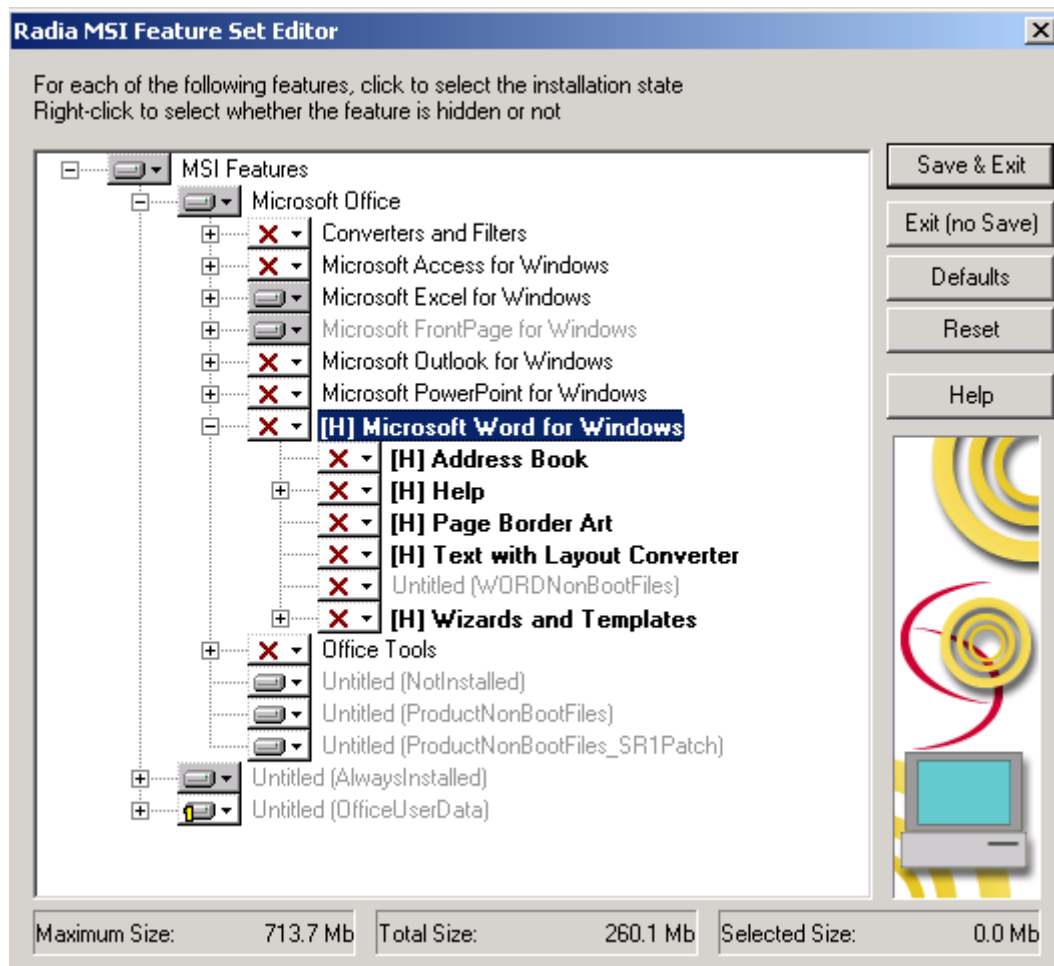 Radia MSI Feature Set Editor
For each of the following features, click to select the installation state
Right-click to select whether the feature is hidden or not
MSI Features
Save & Exit
Microsoft Office
Converters and Filters
Exit (no Save)
Microsoft Access for Windows
Defaults
Microsoft Excel for Windows
Microsoft FrontPage for Windows
Reset
Microsoft Outlook for Windows
Microsoft PowerPoint for Windows
Help
[H] Microsoft Word for Windows
[H] Address Book
[H] Help
[H] Page Border Art
[H] Text with Layout Converter
Untitled (WORDNonBootFiles)
[H] Wizards and Templates
Office Tools
Untitled (NotInstalled)
Untitled (ProductNonBootFiles)
Untitled (ProductNonBootFiles_SR1Patch)
Untitled (AlwaysInstalled)
Untitled (OfficeUserData)
Maximum Size: 713.7 Mb Total Size: 260.1 Mb Selected Size: 0.0 Mb